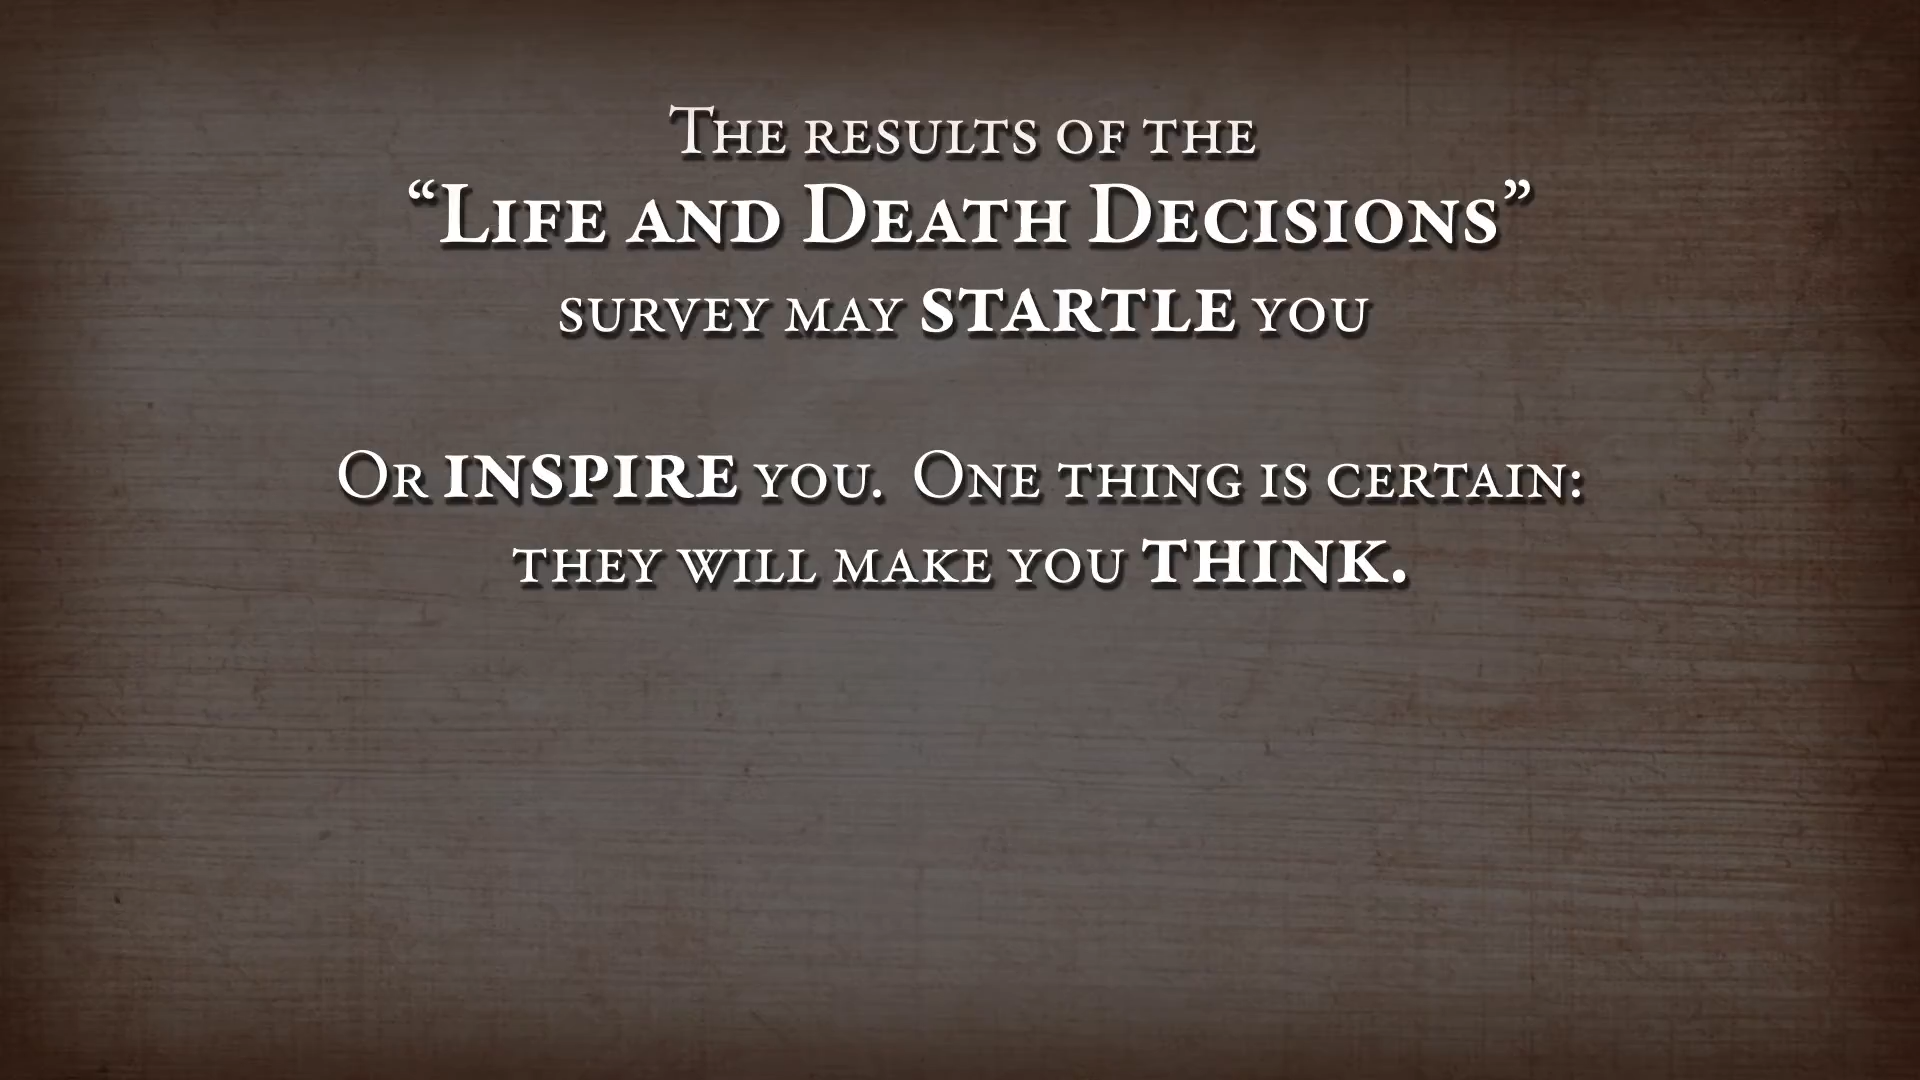 The results of the
“Life and Death Decisions”
survey may STARTLE you
Or INSPIRE you.  One thing is certain:
they will make you THINK.